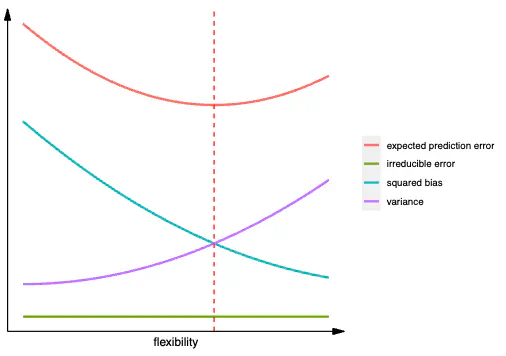 expected prediction error
irreducible error
squared bias
variance
flexibility